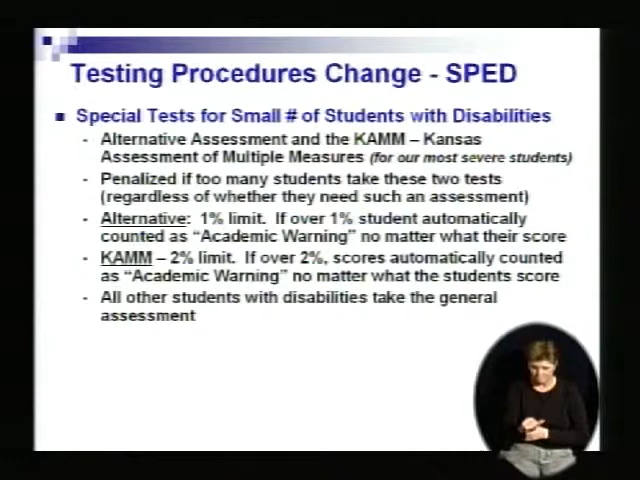 Testing Procedures Change - SPED
Special Tests for Small # of Students with Disabilities
- Alternative Assessment and the KAMM – Kansas
Assessment of Multiple Measures (for our most severe students)
- Penalized if too many students take these two tests
(regardless of whether they need such an assessment)
- Alternative: 1% limit. If over 1% student automatically
counted as “Academic Warning” no matter what their score
- KAMM – 2% limit. If over 2%, scores automatically counted
as “Academic Warning” no matter what the students score
- All other students with disabilities take the general
assessment